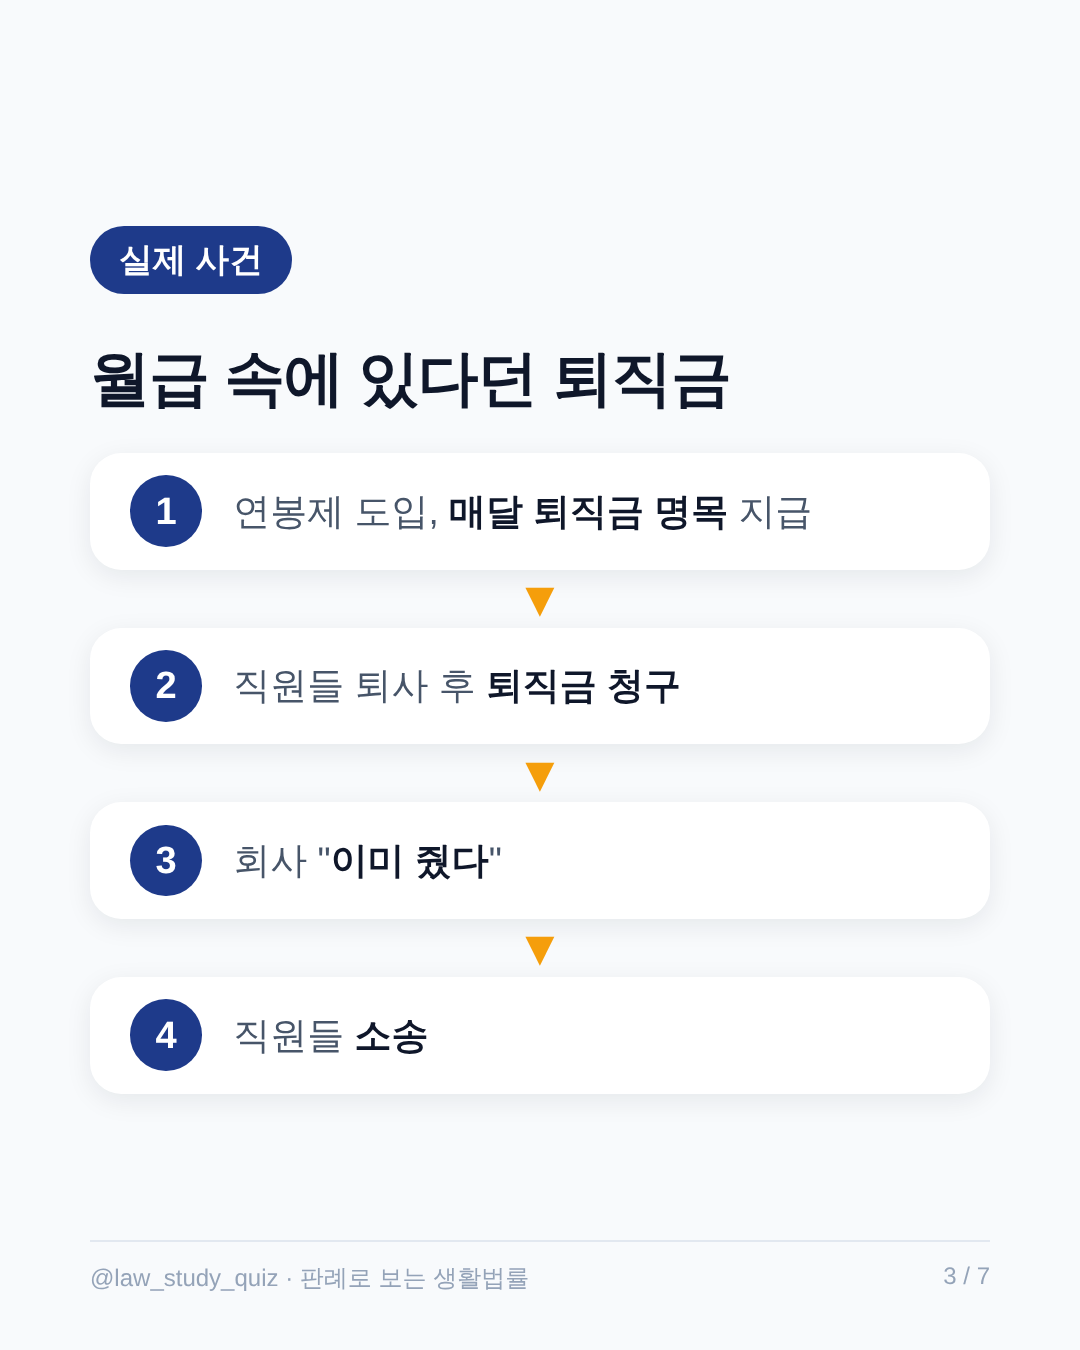 실제 사건
월급 속에 있다던 퇴직금
1 연봉제 도입, 매달 퇴직금 명목 지급
▼
2 직원들 퇴사 후 퇴직금 청구
▼
3 회사 "이미 줬다"
▼
4 직원들 소송
@law_study_quiz · 판례로 보는 생활법률
3 / 7